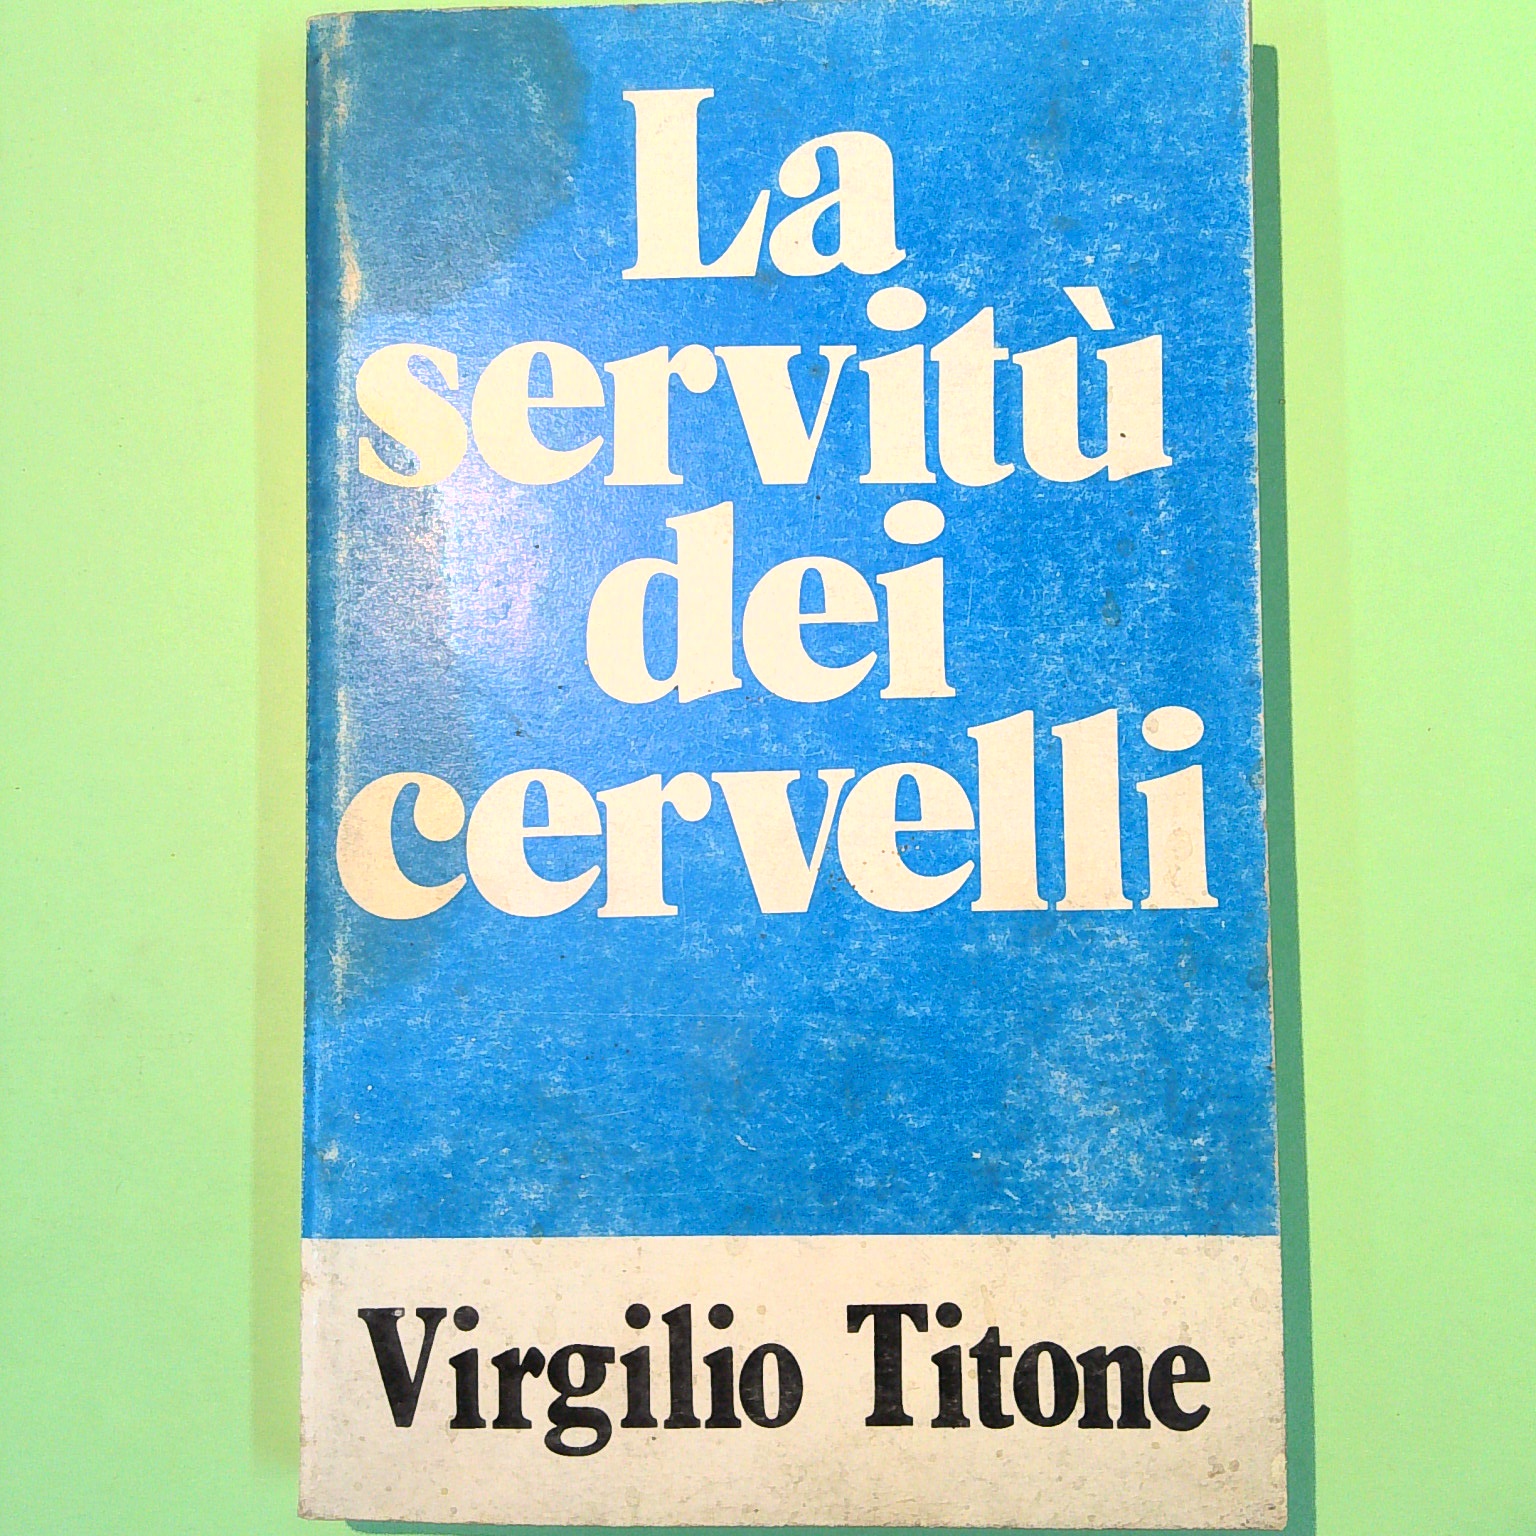 La
servitù
dei
cervelli
Virgilio Titone